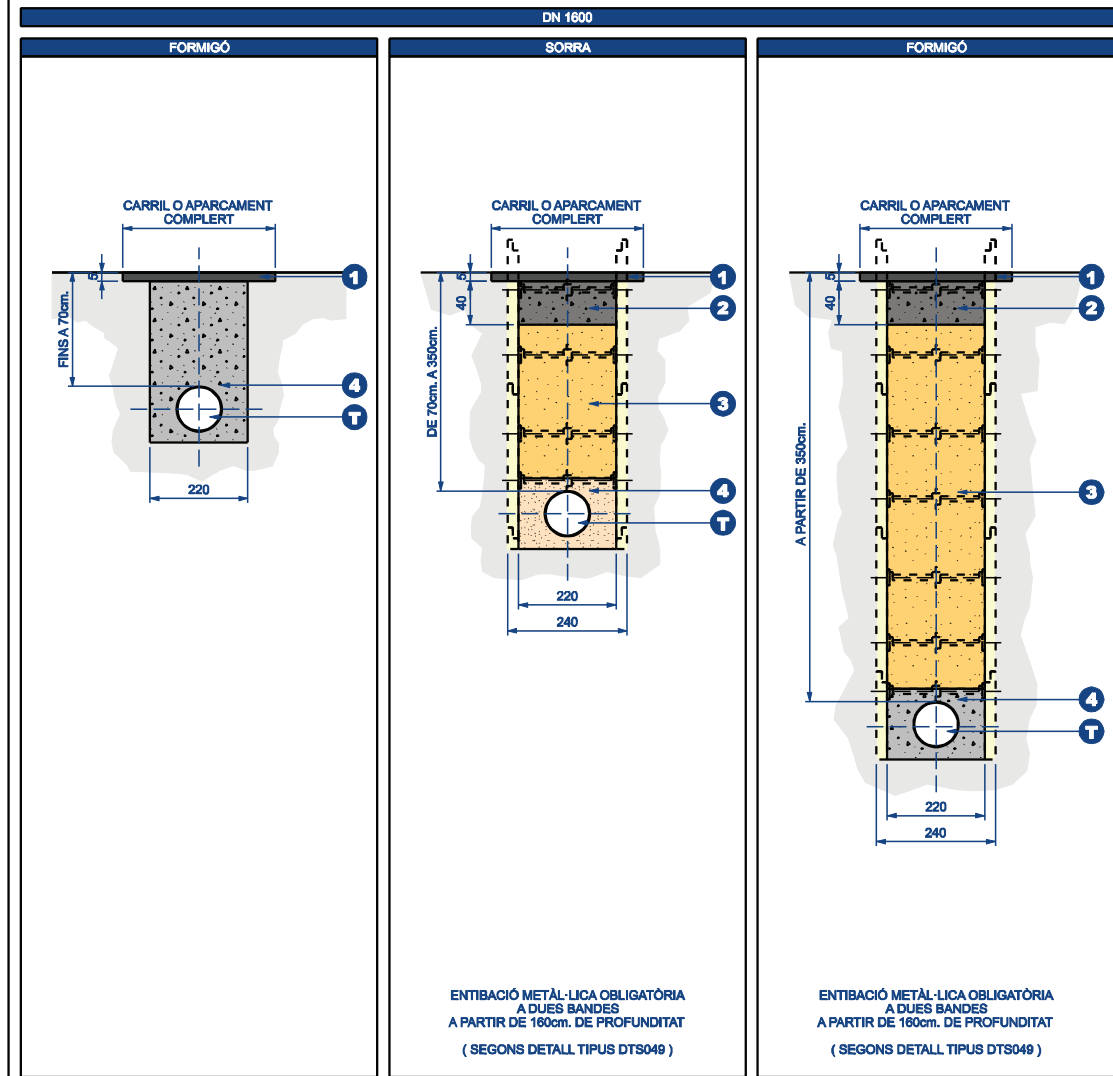 DN 1600
FORMIGÓ
CARRIL O APARCAMENT
COMPLERT
5
FINS A 70cm.
1
4
T
220
SORRA
CARRIL O APARCAMENT
COMPLERT
5
40
DE 70cm. A 350cm.
1
2
3
4
T
220
240
ENTIBACIÓ METÀL·LICA OBLIGATÒRIA
A DUES BANDES
A PARTIR DE 160cm. DE PROFUNDITAT
( SEGONS DETALL TIPUS DTS049 )
FORMIGÓ
CARRIL O APARCAMENT
COMPLERT
5
40
A PARTIR DE 350cm.
1
2
3
4
T
220
240
ENTIBACIÓ METÀL·LICA OBLIGATÒRIA
A DUES BANDES
A PARTIR DE 160cm. DE PROFUNDITAT
( SEGONS DETALL TIPUS DTS049 )